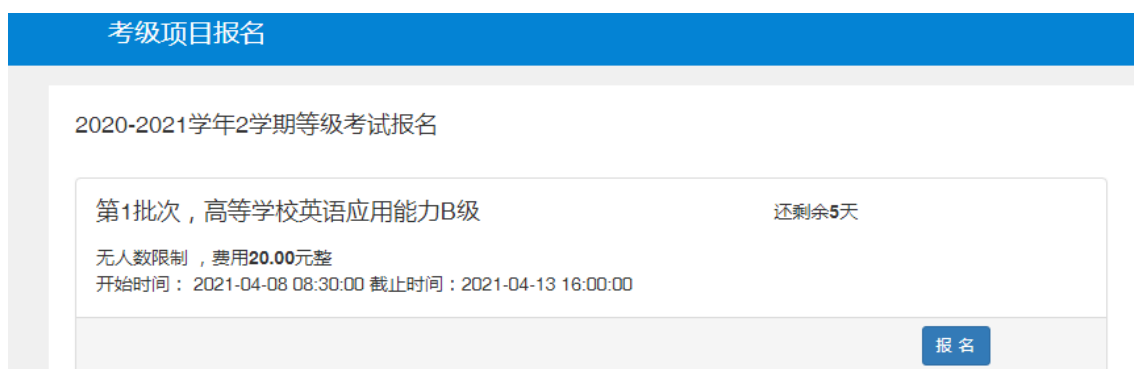 考级项目报名
2020-2021学年2学期等级考试报名
第1批次，高等学校英语应用能力B级
还剩余5天
无人数限制 ，费用20.00元整
开始时间： 2021-04-08 08:30:00 截止时间：2021-04-13 16:00:00
报 名